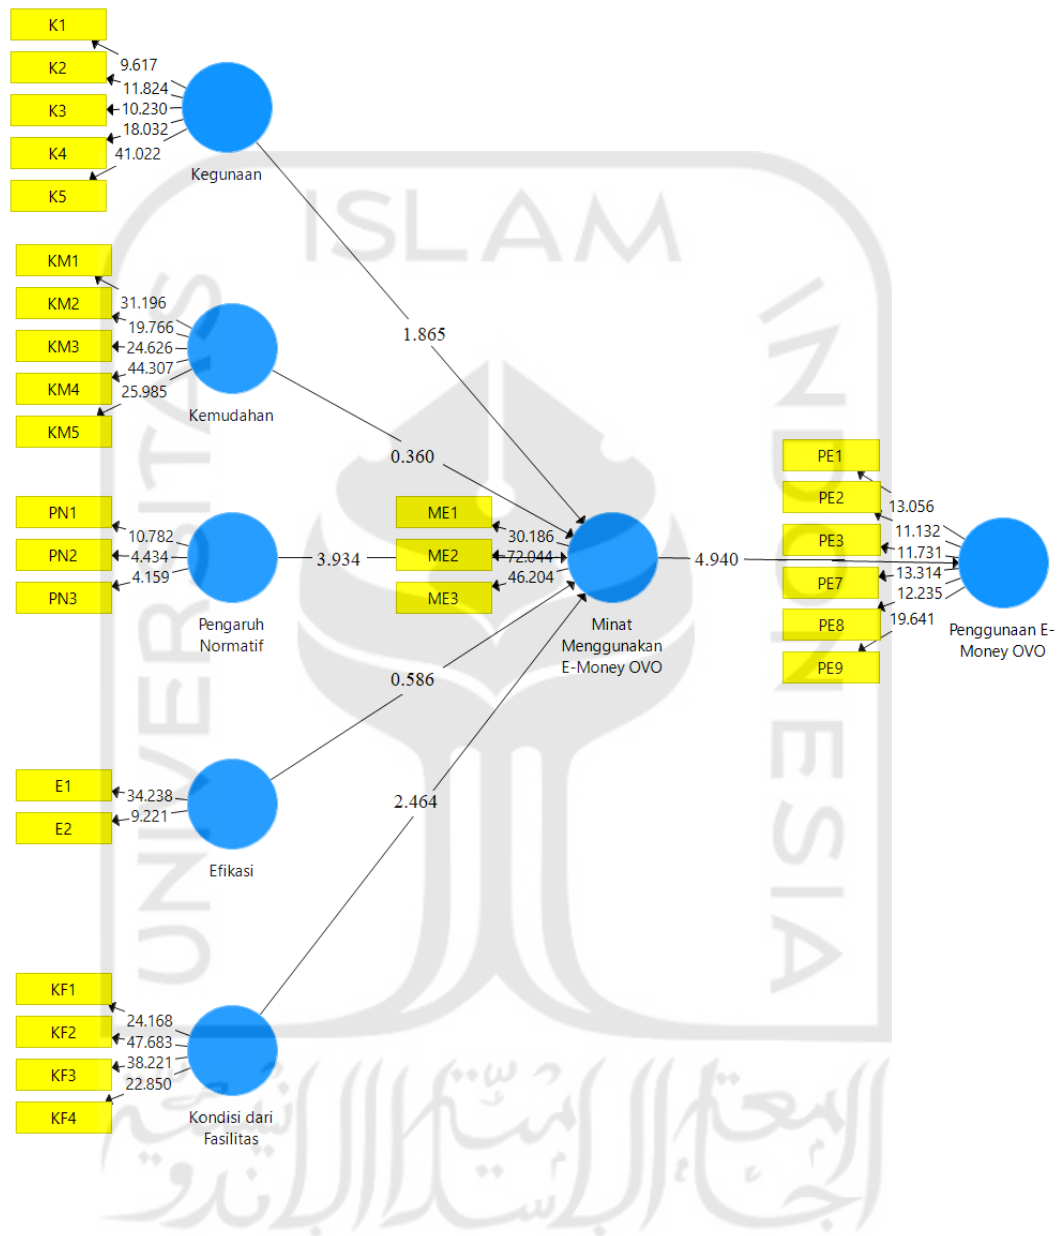 K1
K2
K3
K4
K5
9.617
11.824
10.230
18.032
41.022
Kegunaan
1.865
KM1
KM2
KM3
KM4
KM5
31.196
19.766
24.626
44.307
25.985
Kemudahan
0.360
PN1
PN2
PN3
10.782
4.434
4.159
Pengaruh
Normatif
3.934
ME1
ME2
ME3
30.186
72.044
46.204
Minat
Menggunakan
E-Money OVO
4.940
PE1
PE2
PE3
PE7
PE8
PE9
13.056
11.132
11.731
13.314
12.235
19.641
Penggunaan E-
Money OVO
E1
E2
34.238
9.221
Efikasi
0.586
KF1
KF2
KF3
KF4
24.168
47.683
38.221
22.850
Kondisi dari
Fasilitas
2.464
UNIVERSITAS
ISLAM
INDONESIA